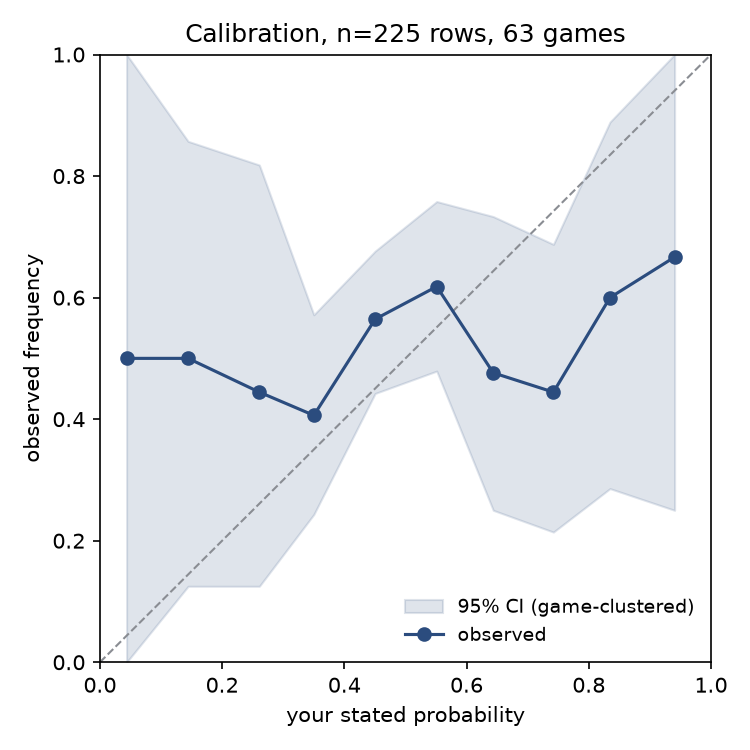 Calibration, n=225 rows, 63 games
observed frequency
1.0
0.8
0.6
0.4
0.2
0.0
95% CI (game-clustered)
observed
0.0 0.2 0.4 0.6 0.8 1.0
your stated probability